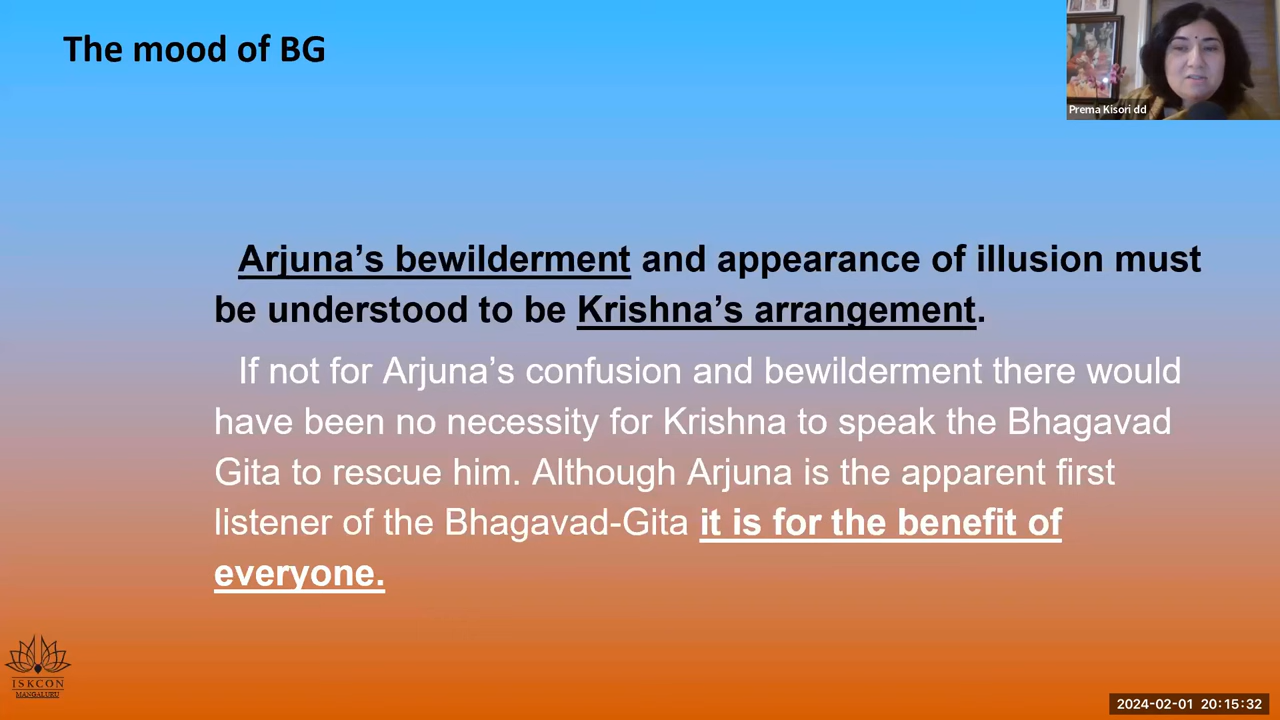 The mood of BG
Prema Kisori dd
Arjuna’s bewilderment and appearance of illusion must
be understood to be Krishna’s arrangement.
If not for Arjuna’s confusion and bewilderment there would
have been no necessity for Krishna to speak the Bhagavad
Gita to rescue him. Although Arjuna is the apparent first
listener of the Bhagavad-Gita it is for the benefit of
everyone.
ISKCON
MANGALURU
2024-02-01 20:15:32